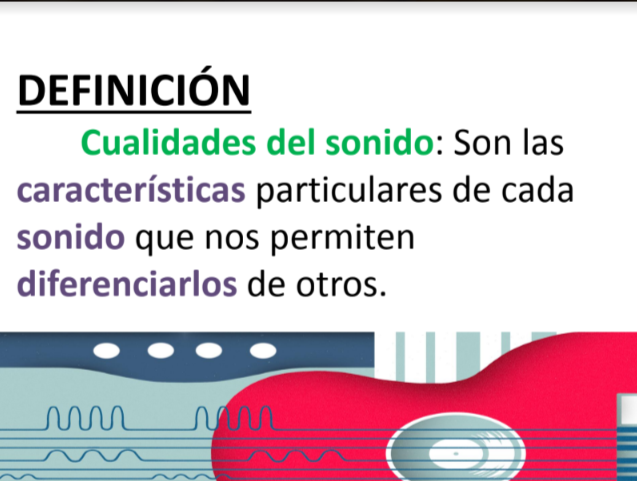 DEFINICIÓN
Cualidades del sonido: Son las
características particulares de cada
sonido que nos permiten
diferenciarlos de otros.